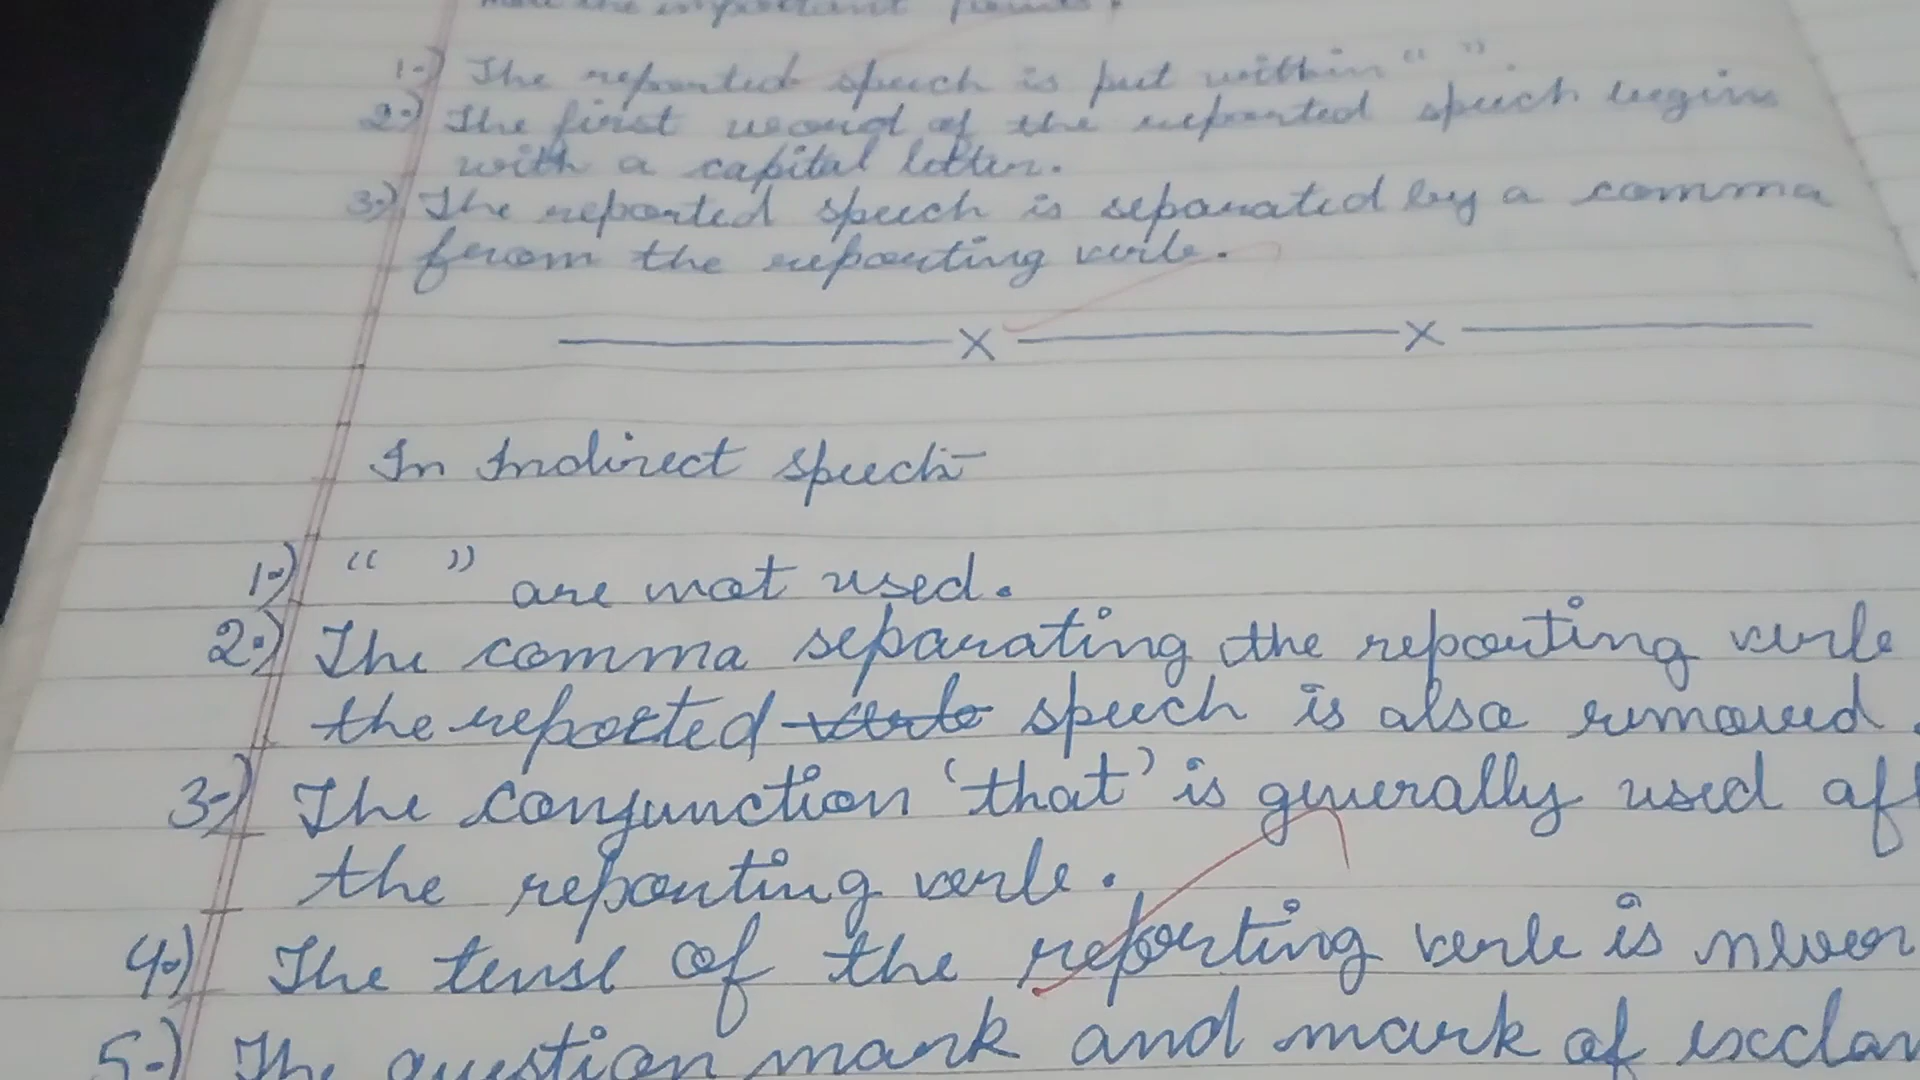 the important points.
1.) The reported speech is put within " ".
2.) The first word of the reported speech begins
with a capital letter.
3.) The reported speech is separated by a comma
from the reporting verb.
x x
In Indirect speech
1.) " " are not used.
2.) The comma separating the reporting verb
the reported verb speech is also removed.
3.) The conjunction 'that' is generally used af
the reporting verb.
4.) The tense of the reporting verb is never
5.) The question mark and mark of exclam